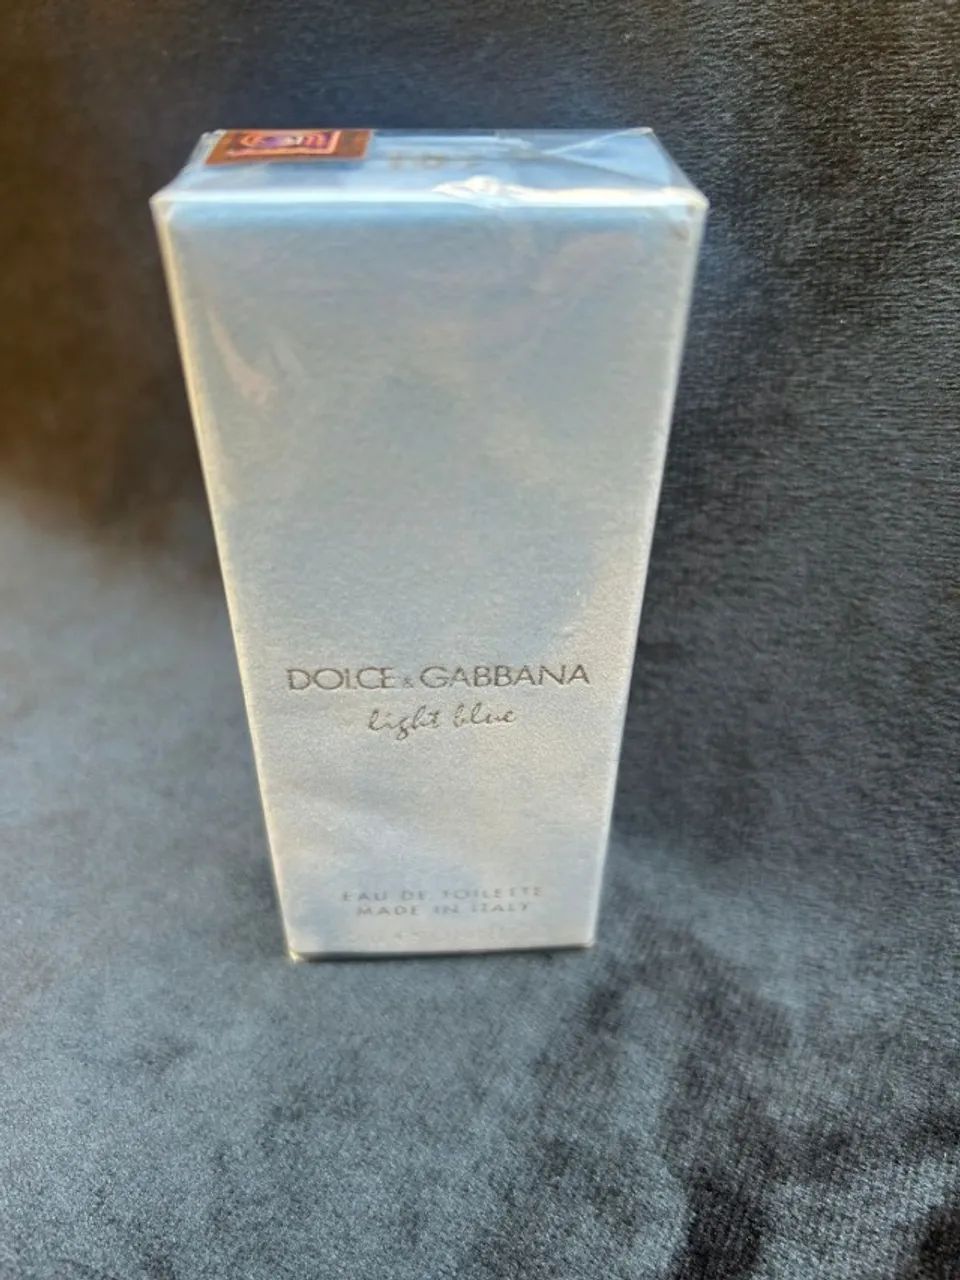 DOLCE & GABBANA
light blue
EAU DE TOILETTE
MADE IN ITALY